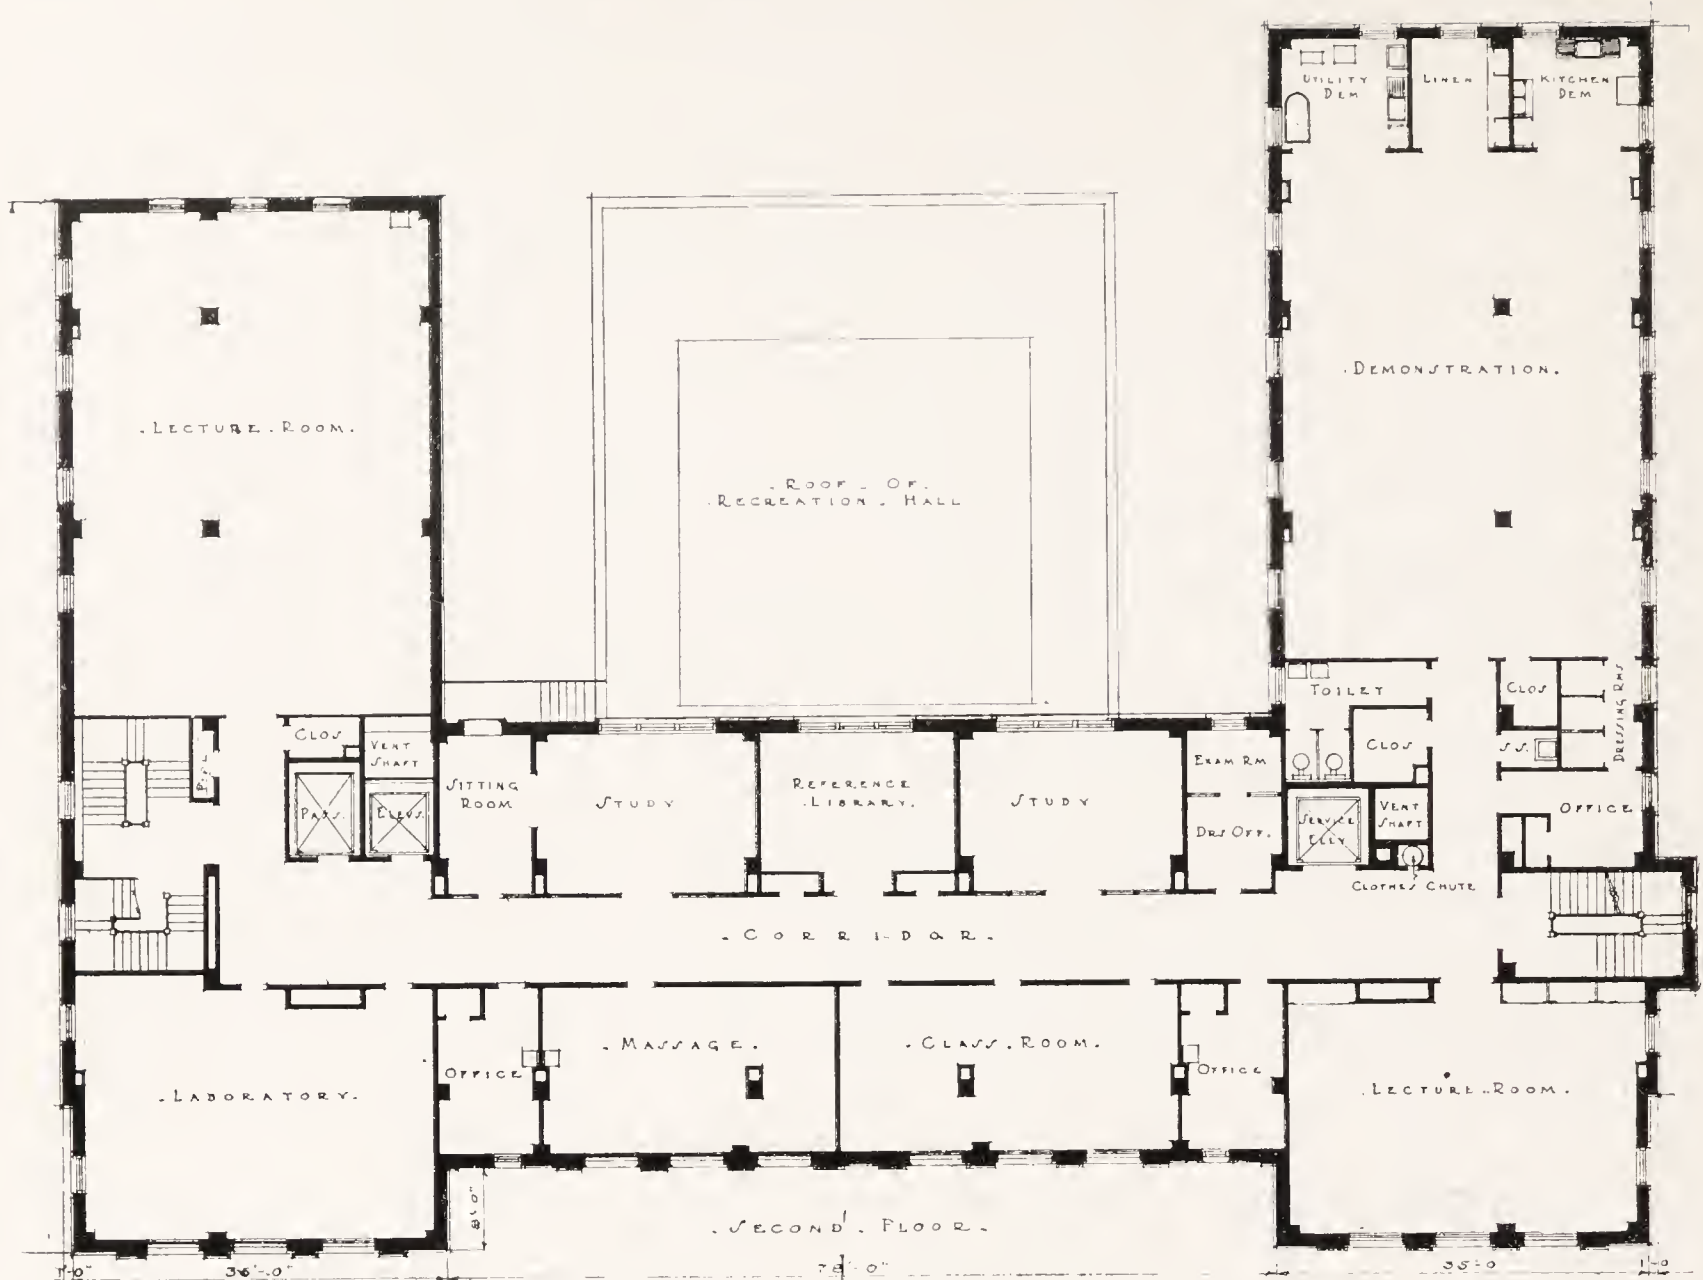 UTILITY
DEM
LINEN
KITCHEN
DEM
. LECTURE . ROOM .
. DEMONSTRATION .
. ROOF . OF .
. RECREATION . HALL
TOILET
CLOS
DRESSING RMS
CLOS
VENT
SHAFT
CLOS
S.S.
SITTING
ROOM
STUDY
REFERENCE
. LIBRARY .
STUDY
EXAM RM
DRS OFF.
PASS.
ELEVS.
SERVICE
ELEV
VENT
SHAFT
OFFICE
CLOTHES CHUTE
. CORRIDOR .
. LABORATORY .
OFFICE
. MASSAGE .
. CLASS . ROOM .
OFFICE
. LECTURE . ROOM .
8'-0"
. SECOND . FLOOR .
1'-0"
36'-0"
78'-0"
35'-0
1'-0